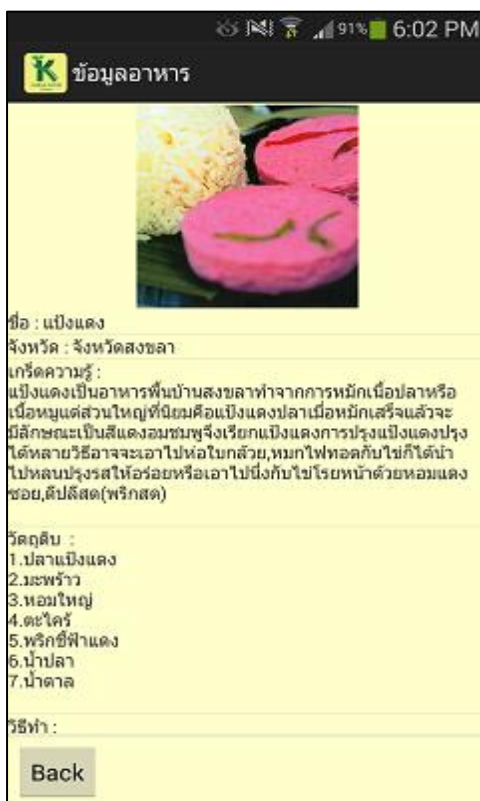 91% 6:02 PM
ข้อมูลอาหาร
ชื่อ : แป้งแดง
จังหวัด : จังหวัดสงขลา
เกร็ดความรู้ :
แป้งแดงเป็นอาหารพื้นบ้านสงขลาทำจากการหมักเนื้อปลาหรือ
เนื้อหมูแต่ส่วนใหญ่ที่นิยมคือแป้งแดงปลาเมื่อหมักเสร็จแล้วจะ
มีลักษณะเป็นสีแดงอมชมพูจึงเรียกแป้งแดงการปรุงแป้งแดงปรุง
ได้หลายวิธีอาจจะเอาไปห่อใบกล้วย,หมกไฟทอดกับไข่ก็ได้นำ
ไปหลนปรุงรสให้อร่อยหรือเอาไปนึ่งกับไข่โรยหน้าด้วยหอมแดง
ซอย,ดีปลีสด(พริกสด)
วัตถุดิบ :
1.ปลาแป้งแดง
2.มะพร้าว
3.หอมใหญ่
4.ตะไคร้
5.พริกชี้ฟ้าแดง
6.น้ำปลา
7.น้ำตาล
วิธีทำ :
Back